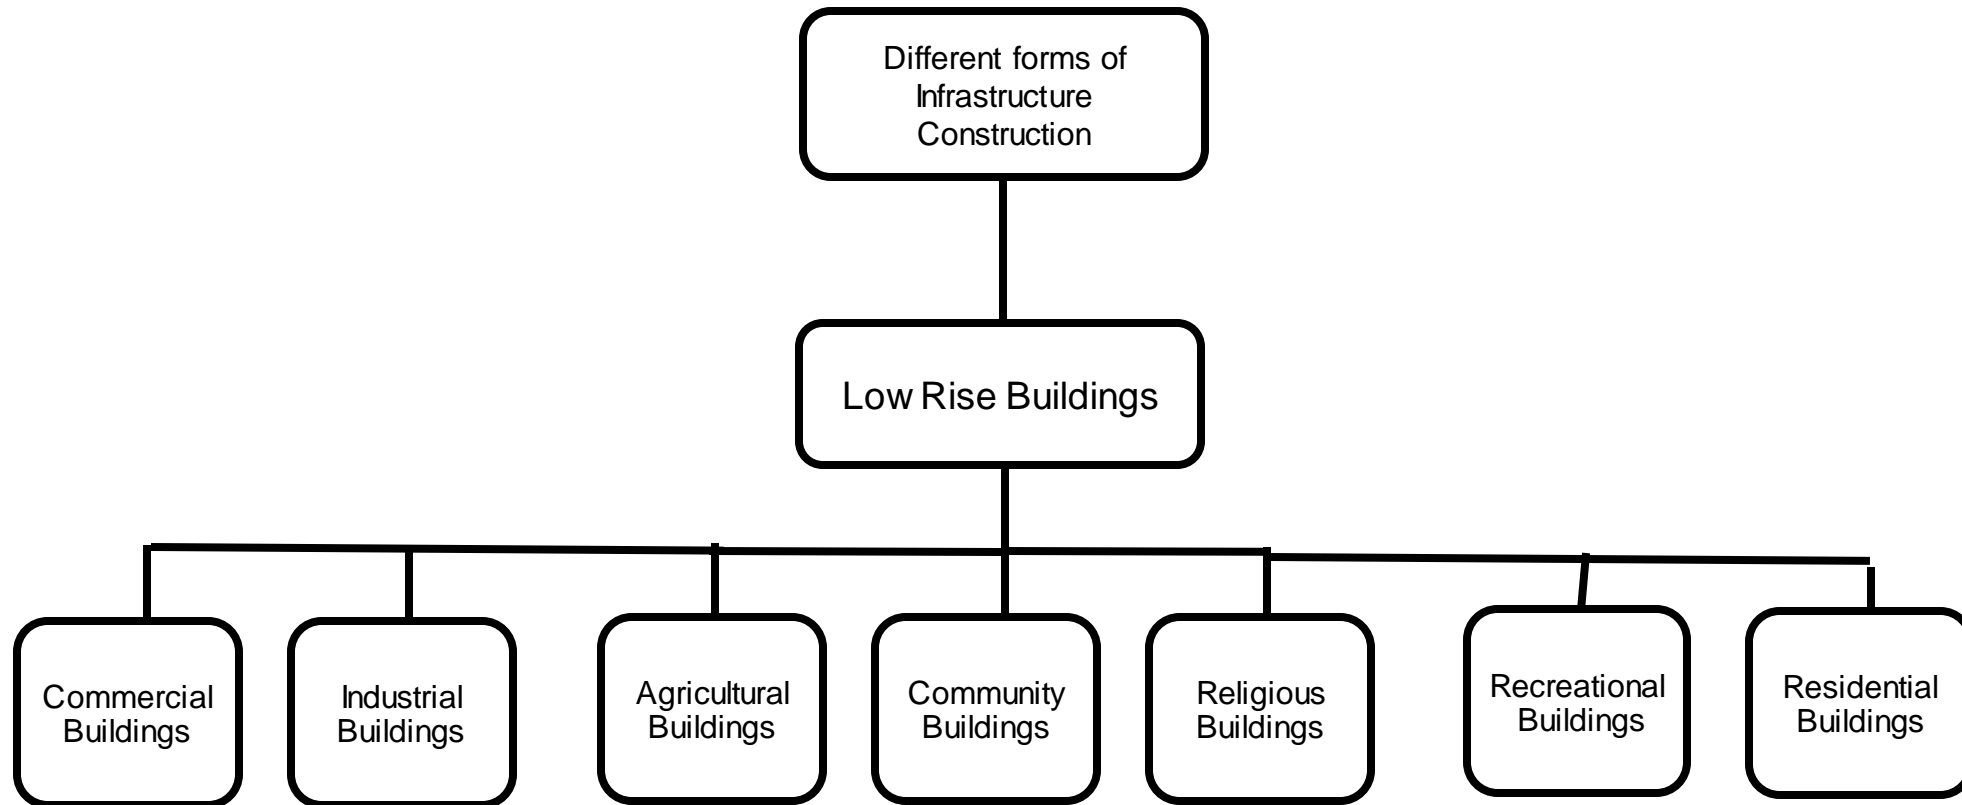 Different forms of
Infrastructure
Construction
Low Rise Buildings
Commercial
Buildings
Industrial
Buildings
Agricultural
Buildings
Community
Buildings
Religious
Buildings
Recreational
Buildings
Residential
Buildings